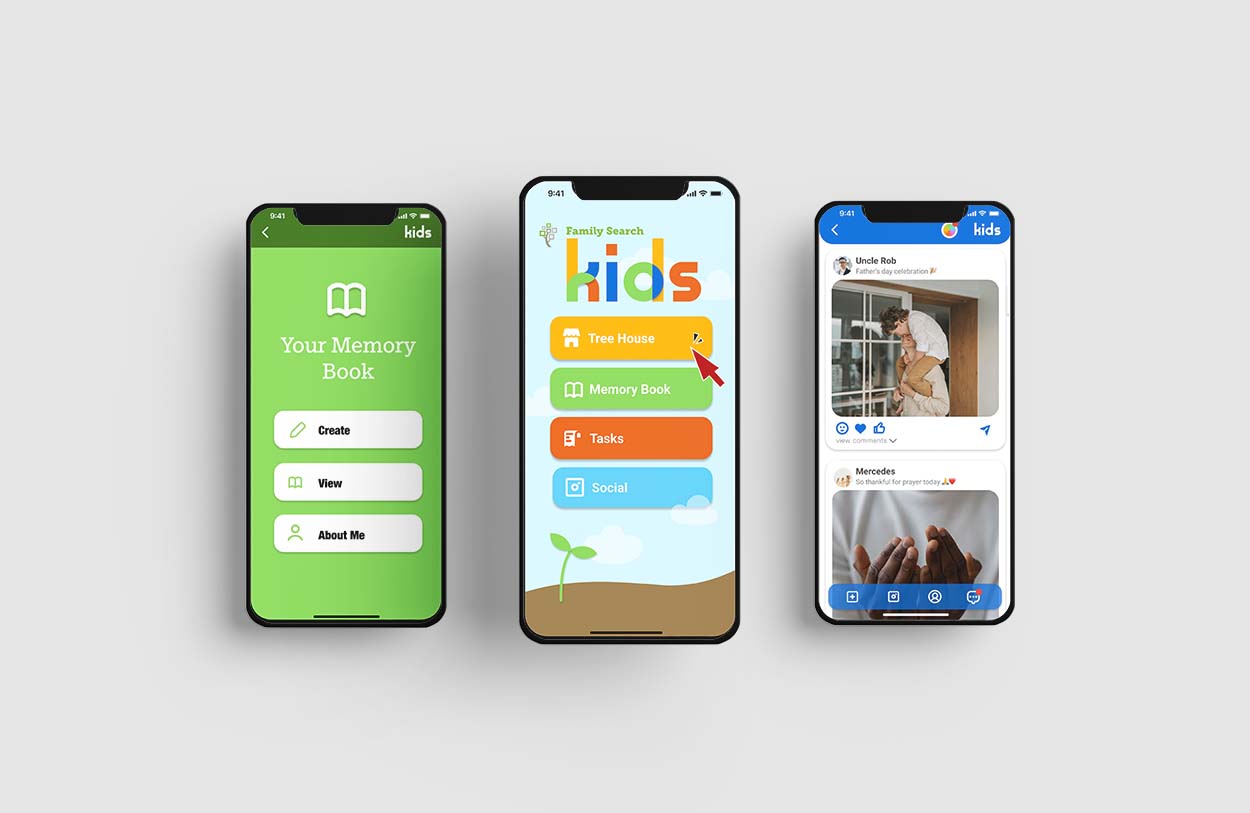 9:41
kids
Your Memory
Book
Create
View
About Me
9:41
Family Search
kids
Tree House
Memory Book
Tasks
Social
9:41
kids
Uncle Rob
Father's day celebration 🎉
view comments
Mercedes
So thankful for prayer today 🙏❤️